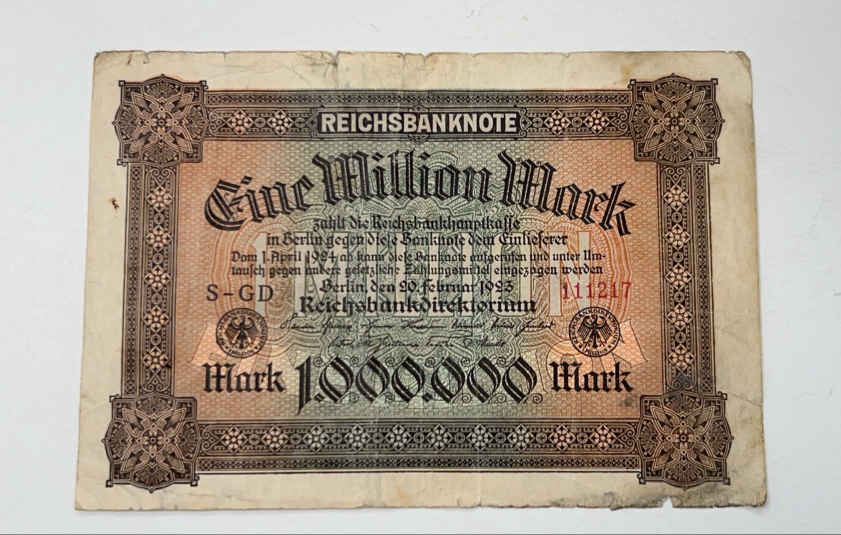 REICHSBANKNOTE
Eine Million Mark
zahlt die Reichsbankhauptkasse
in Berlin gegen diese Banknote dem Einlieferer
Vom 1. April 1924 ab kann diese Banknote aufgerufen und unter Um-
tausch gegen andere gesetzliche Zahlungsmittel eingezogen werden
Berlin, den 20. Februar 1923
S-GD
111217
Reichsbankdirektorium
Mark 1.000.000 Mark